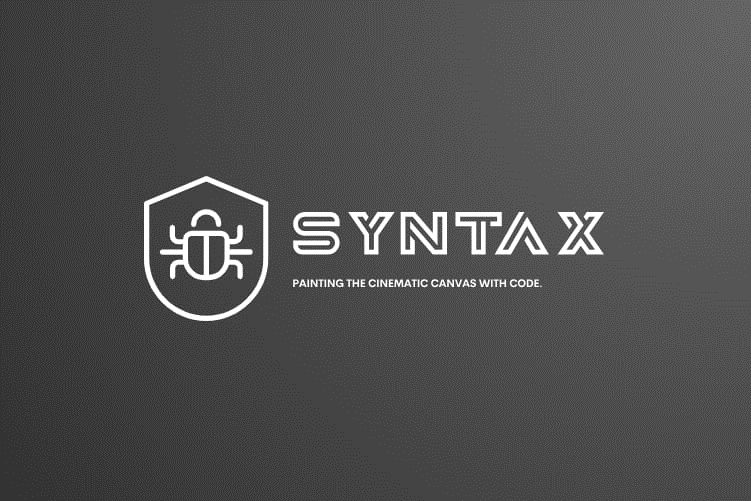 SYNTAX
PAINTING THE CINEMATIC CANVAS WITH CODE.